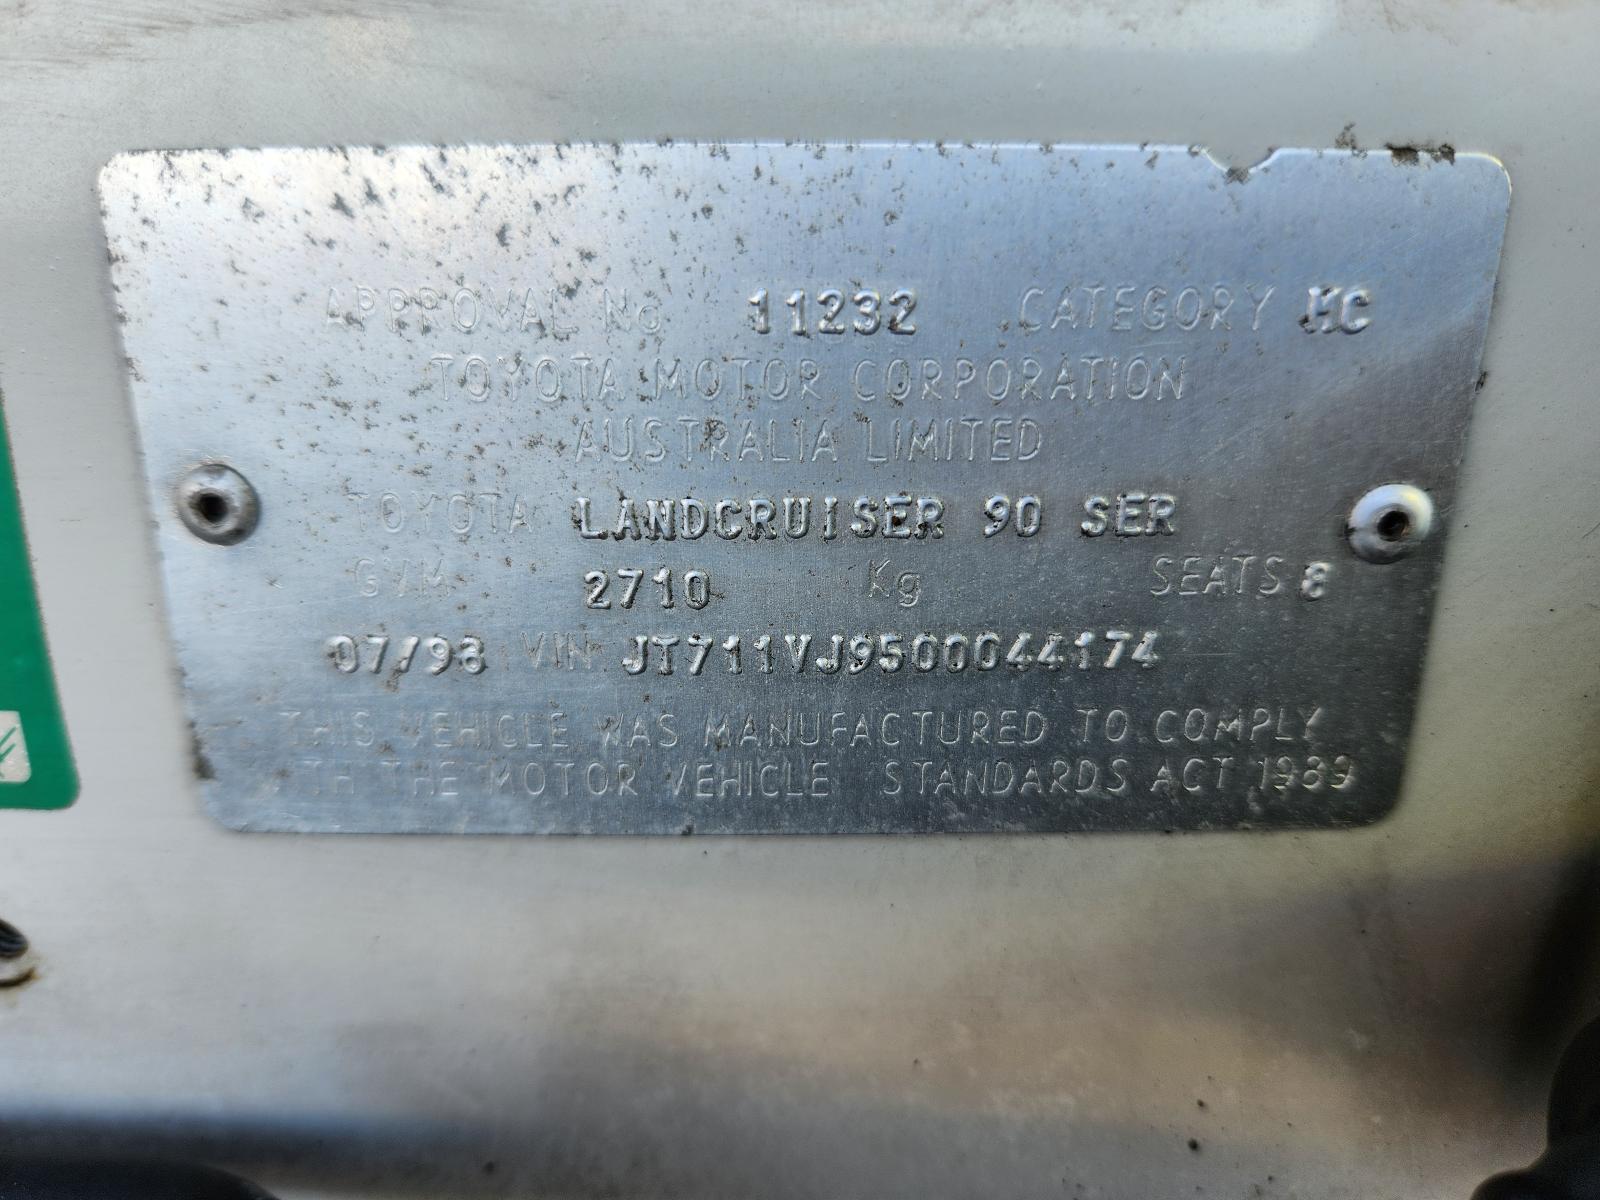 APPROVAL No 11232 CATEGORY MC
TOYOTA MOTOR CORPORATION
AUSTRALIA LIMITED
TOYOTA LANDCRUISER 90 SER
GVM 2710 Kg SEATS 8
07/98 VIN JT711VJ9500044174
THIS VEHICLE WAS MANUFACTURED TO COMPLY
WITH THE MOTOR VEHICLE STANDARDS ACT 1989